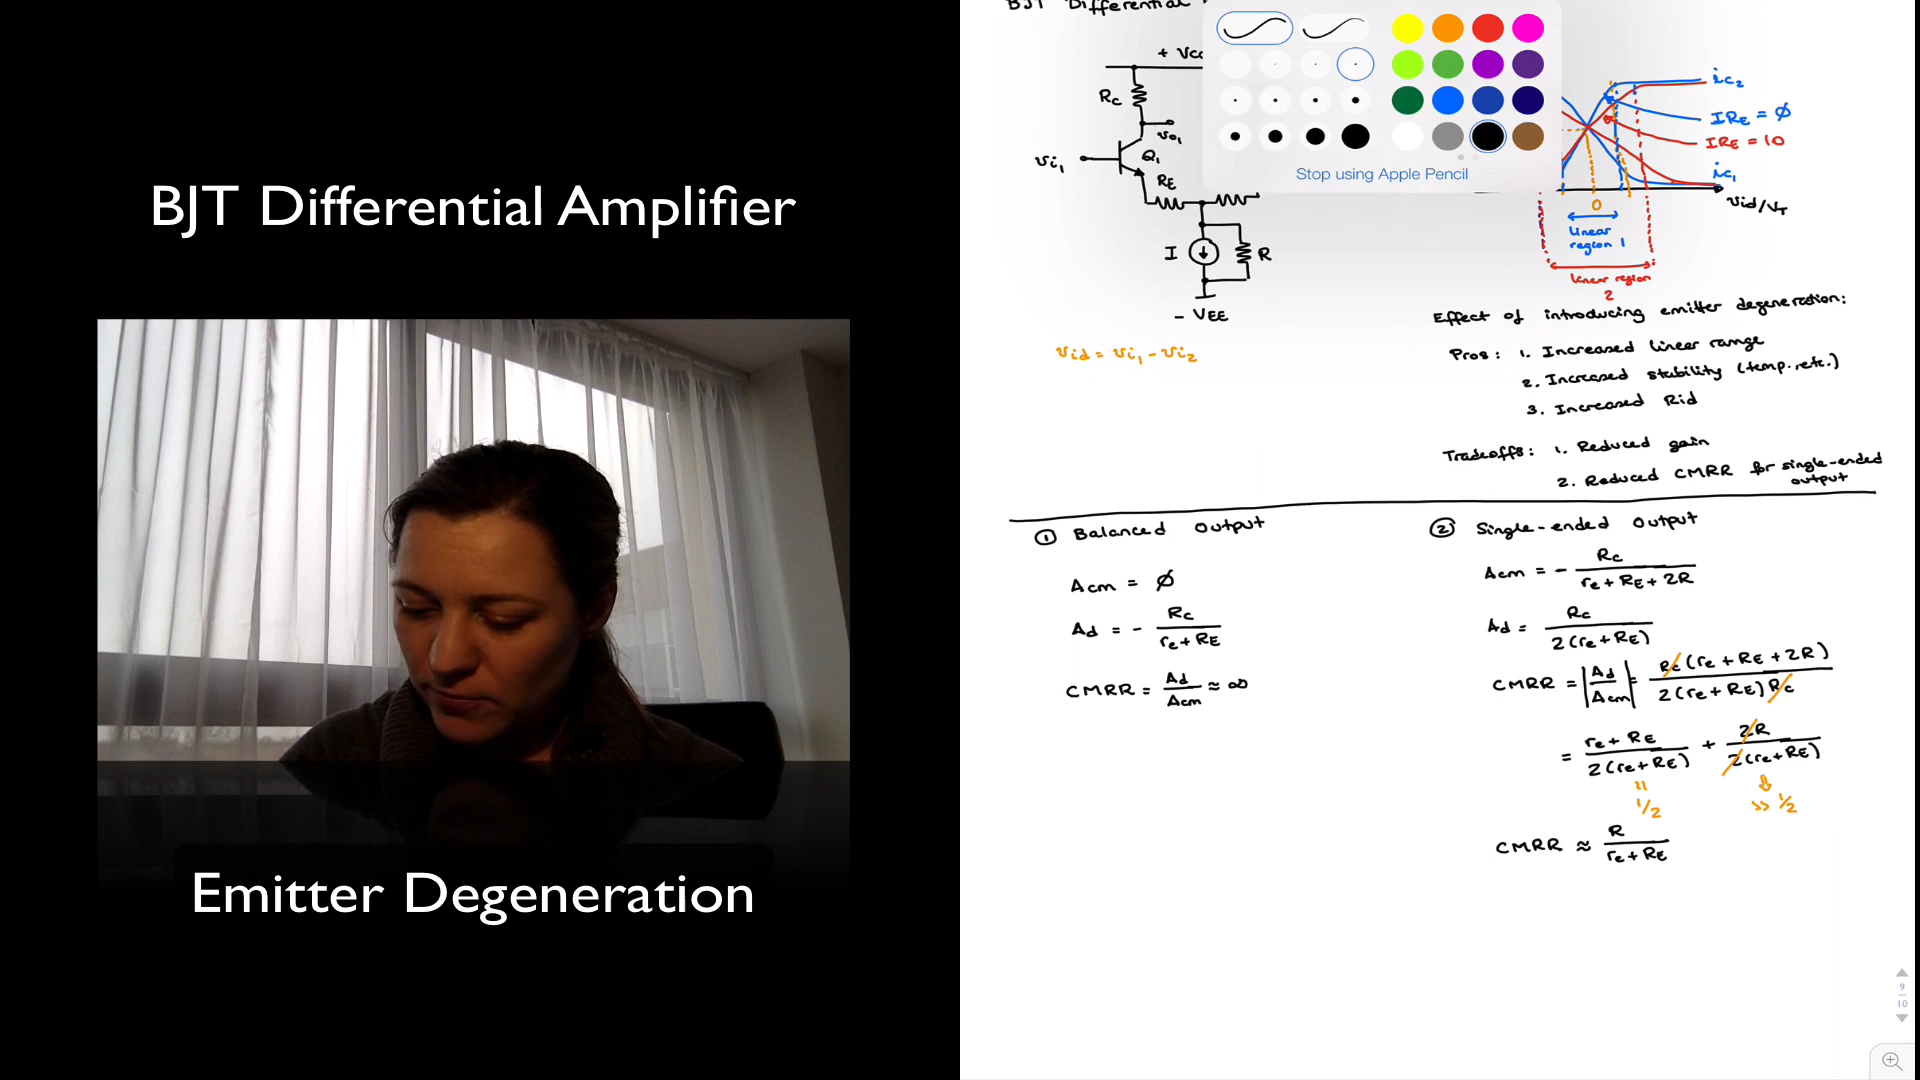 BJT Differential Amplifier
Emitter Degeneration
BJT Differential
+ Vcc
Rc
vo1
vi1
Q1
RE
I
R
- VEE
vid = vi1 - vi2
Stop using Apple Pencil
ic2
IRE = ø
IRE = 10
ic1
vid/VT
0
linear
region 1
linear region
2
Effect of introducing emitter degeneration:
Pros: 1. Increased linear range
2. Increased stability (temp. etc.)
3. Increased Rid
Tradeoffs: 1. Reduced gain
2. Reduced CMRR for single-ended
output
① Balanced output
Acm = ø
Ad = - Rc / (re + RE)
CMRR = Ad / Acm ≈ ∞
② Single-ended output
Acm = - Rc / (re + RE + 2R)
Ad = Rc / 2(re + RE)
CMRR = |Ad / Acm| = Rc (re + RE + 2R) / 2(re + RE) Rc
= re + RE / 2(re + RE) + 2R / 2(re + RE)
"
1/2
⇓
>> 1/2
CMRR ≈ R / (re + RE)
9
10